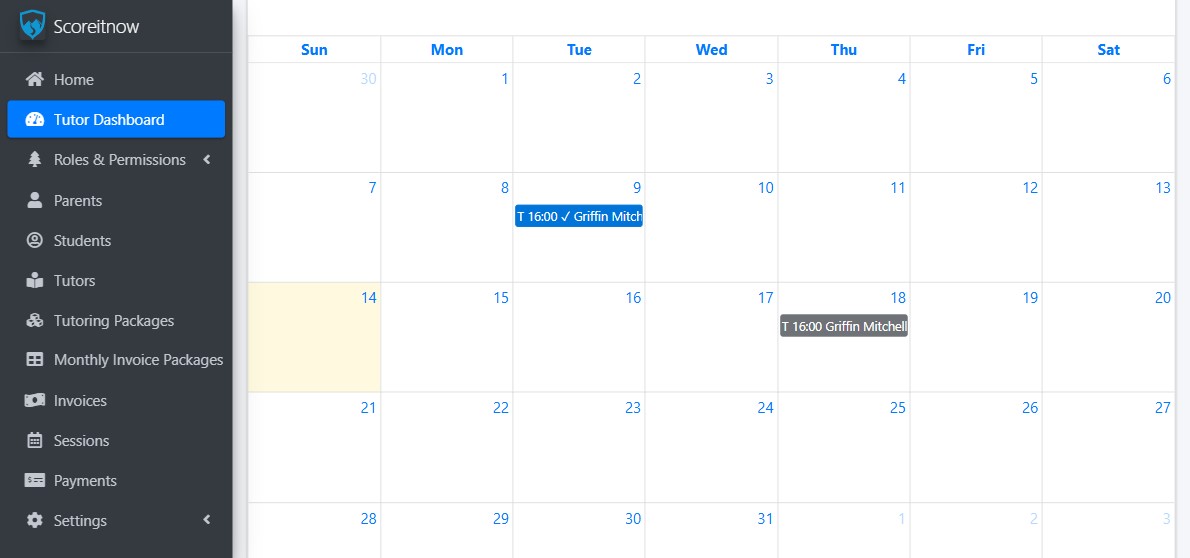 Scoreitnow
Home
Tutor Dashboard
Roles & Permissions
Parents
Students
Tutors
Tutoring Packages
Monthly Invoice Packages
Invoices
Sessions
Payments
Settings
Sun Mon Tue Wed Thu Fri Sat
30 1 2 3 4 5 6
7 8 9 10 11 12 13
T 16:00 ✓ Griffin Mitch
14 15 16 17 18 19 20
T 16:00 Griffin Mitchell
21 22 23 24 25 26 27
28 29 30 31 1 2 3